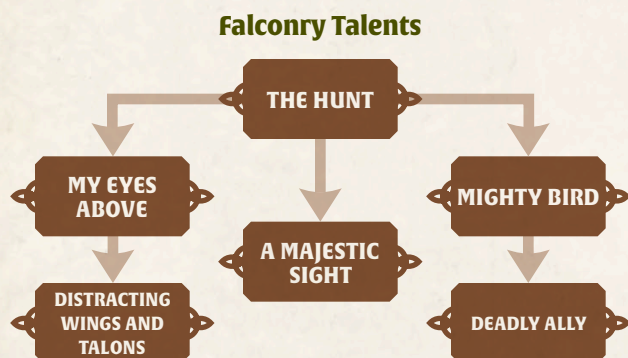 Falconry Talents
THE HUNT
MY EYES
ABOVE
MIGHTY BIRD
A MAJESTIC
SIGHT
DISTRACTING
WINGS AND
TALONS
DEADLY ALLY